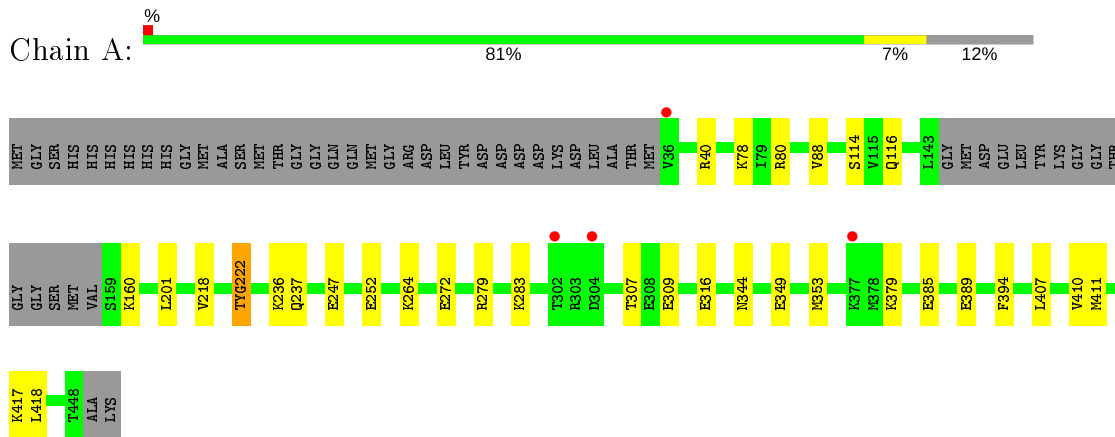 %
Chain A:
81% 7% 12%
MET GLY SER HIS HIS HIS HIS HIS HIS GLY MET ALA SER MET THR GLY GLY GLN GLN MET GLY ARG ASP LEU TYR ASP ASP ASP ASP LYS ASP LEU ALA THR MET V36 R40 K78 I79 R80 V88 S114 V115 Q116 L143 GLY MET ASP GLU LEU TYR LYS GLY GLY THR
GLY GLY SER MET VAL S159 K160 L201 V218 TYG222 K236 Q237 E247 E252 K264 E272 R279 K283 T302 R303 D304 T307 E308 E309 E316 N344 E349 M353 K377 M378 K379 E385 E389 F394 L407 V410 M411
K417 L418 T448 ALA LYS